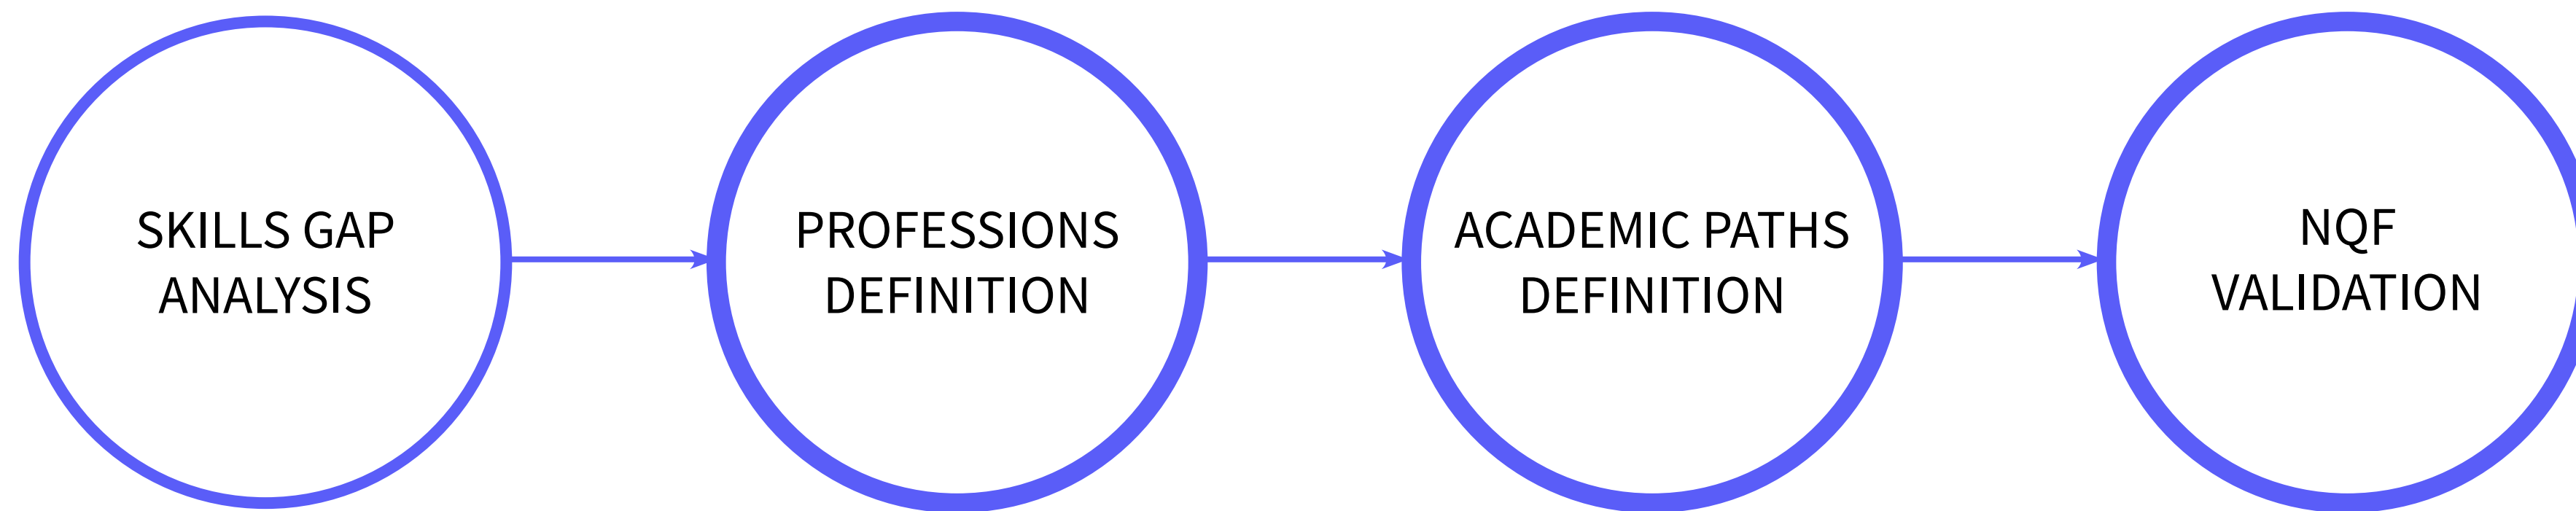 SKILLS GAP
ANALYSIS
PROFESSIONS
DEFINITION
ACADEMIC PATHS
DEFINITION
NQF
VALIDATION